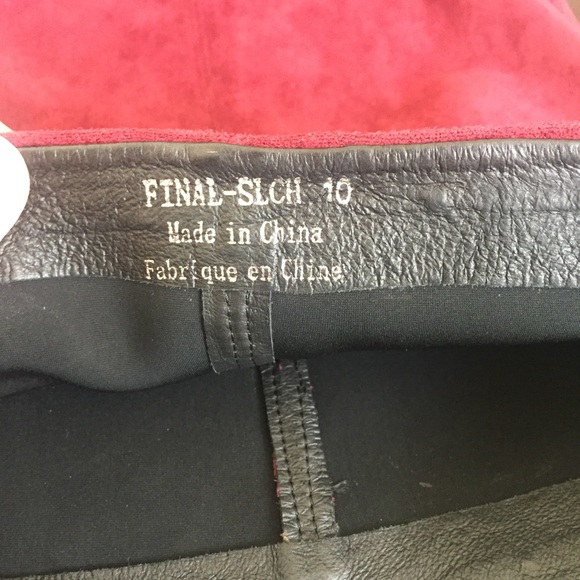 FINAL-SLCH 10
Made in China
Fabrique en Chine